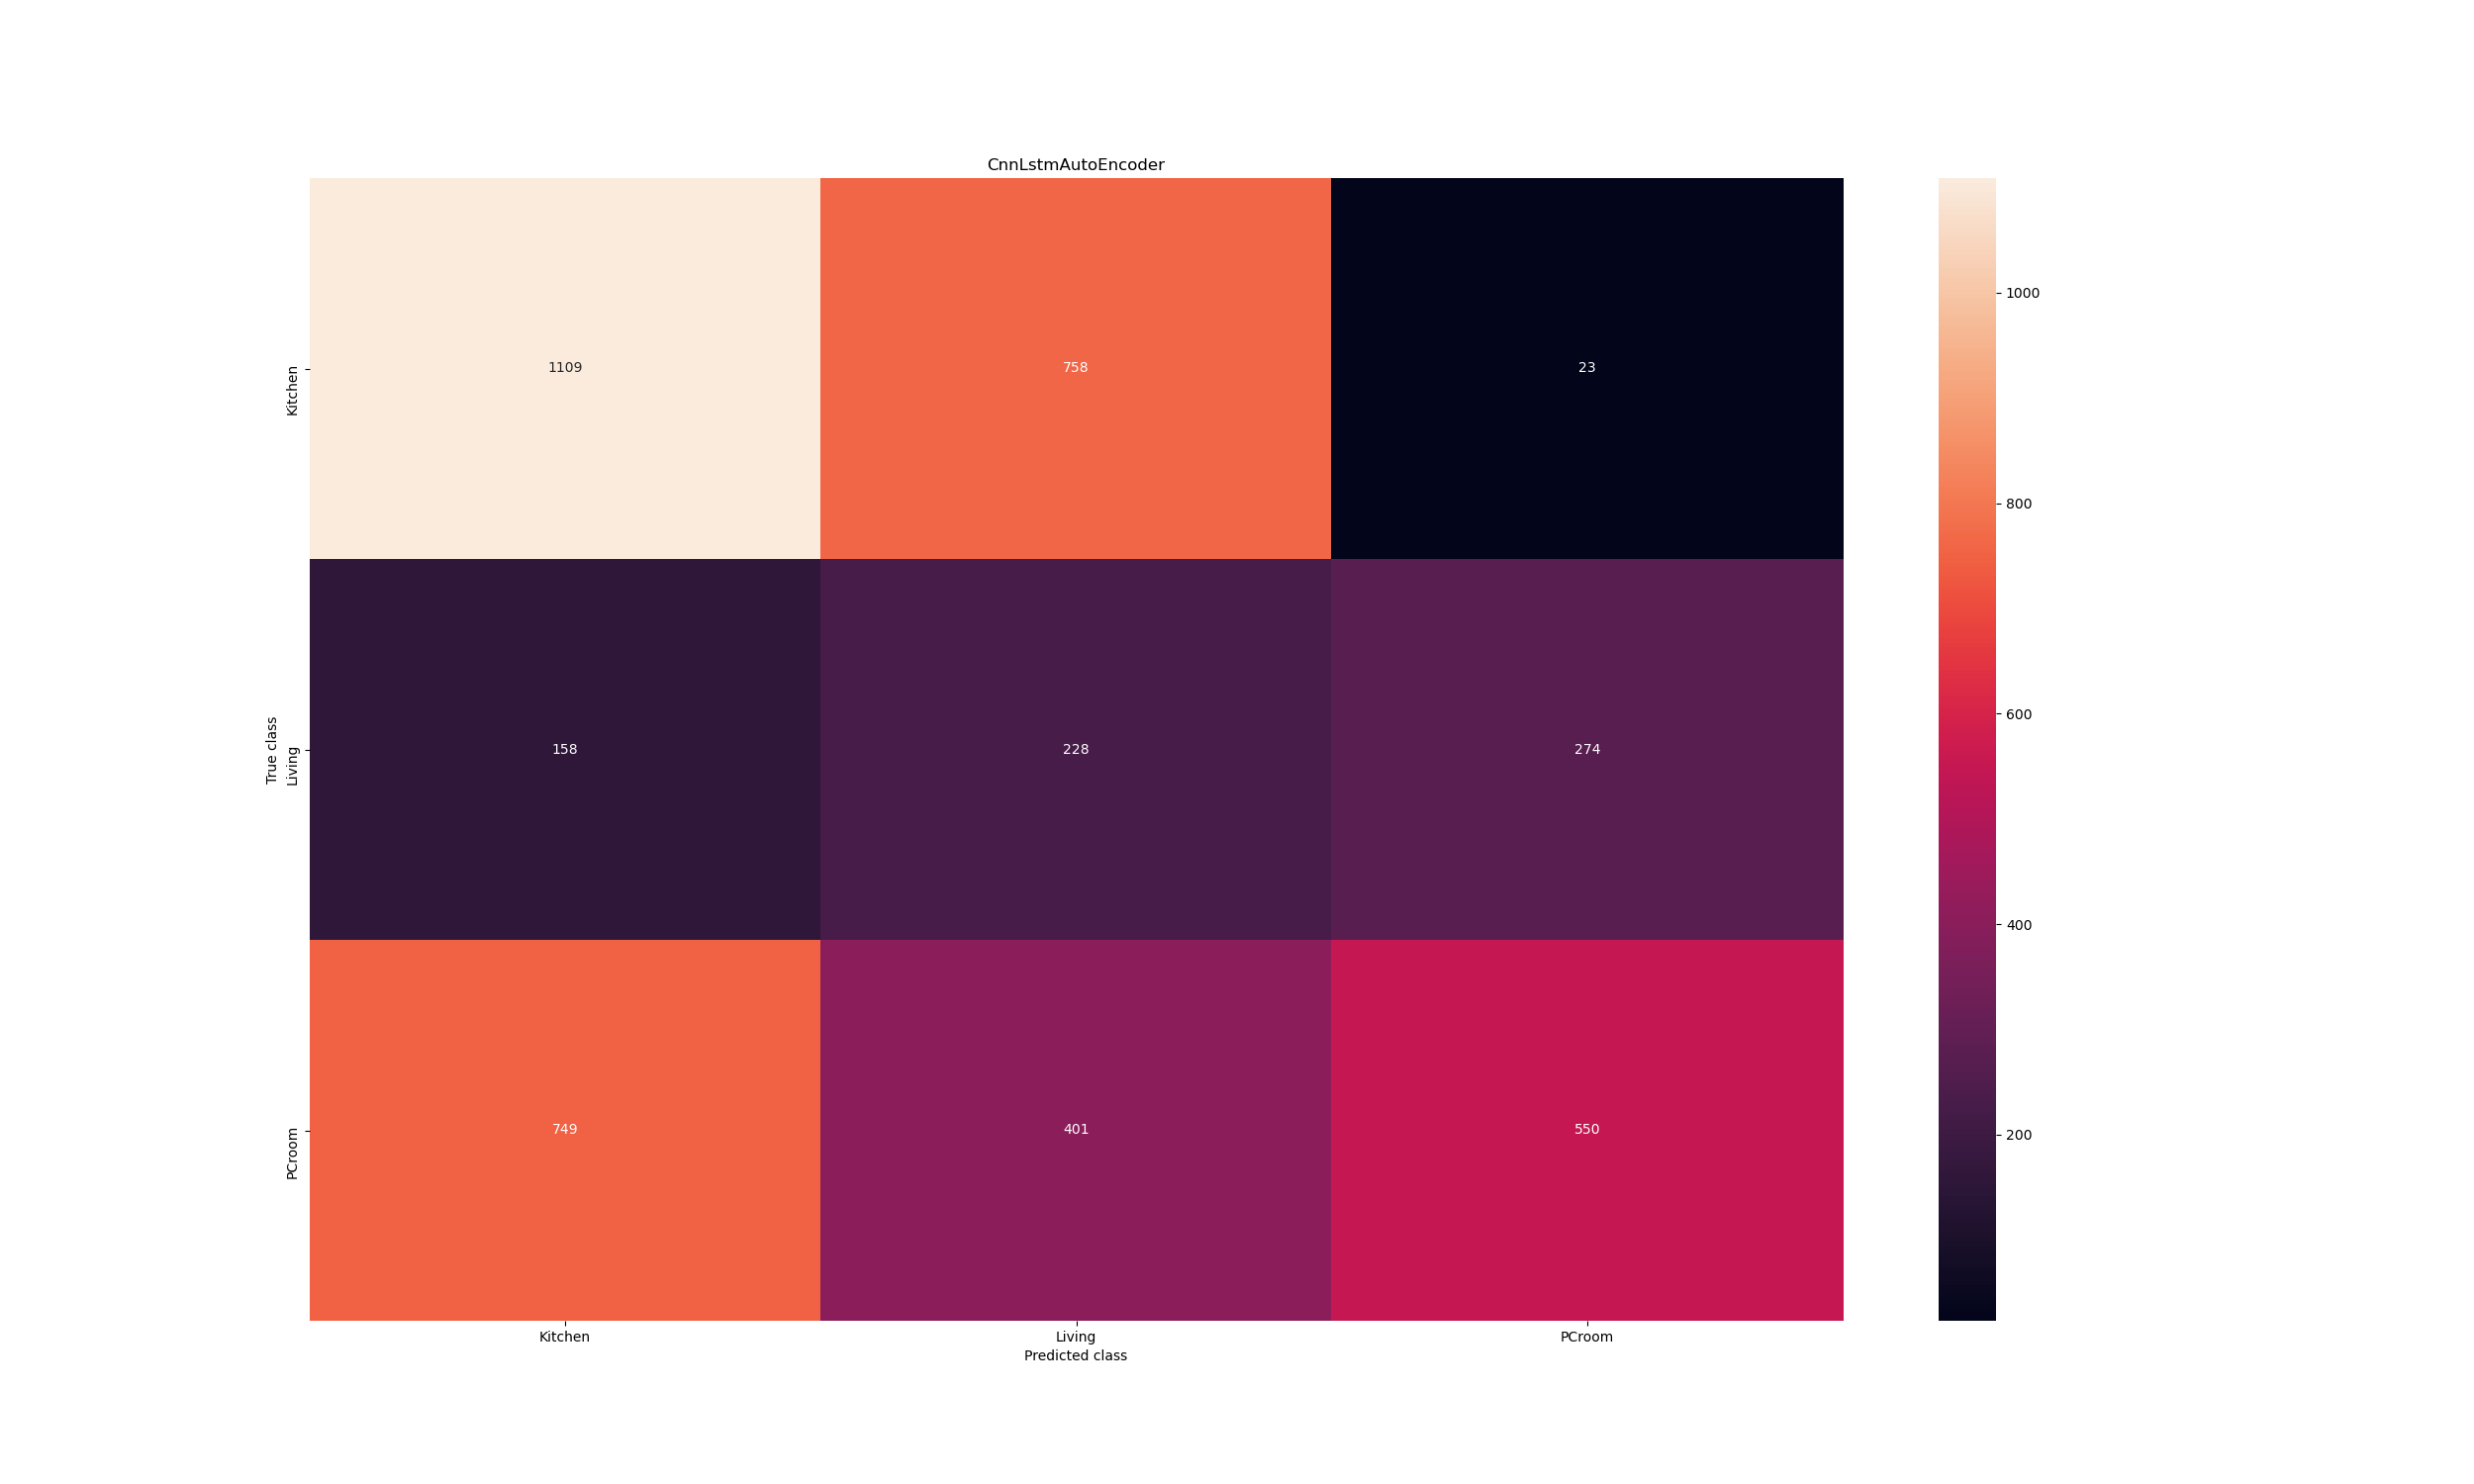 CnnLstmAutoEncoder
Kitchen
1109
758
23
1000
800
True class
Living
158
228
274
600
400
PCroom
749
401
550
200
Kitchen
Living
PCroom
Predicted class